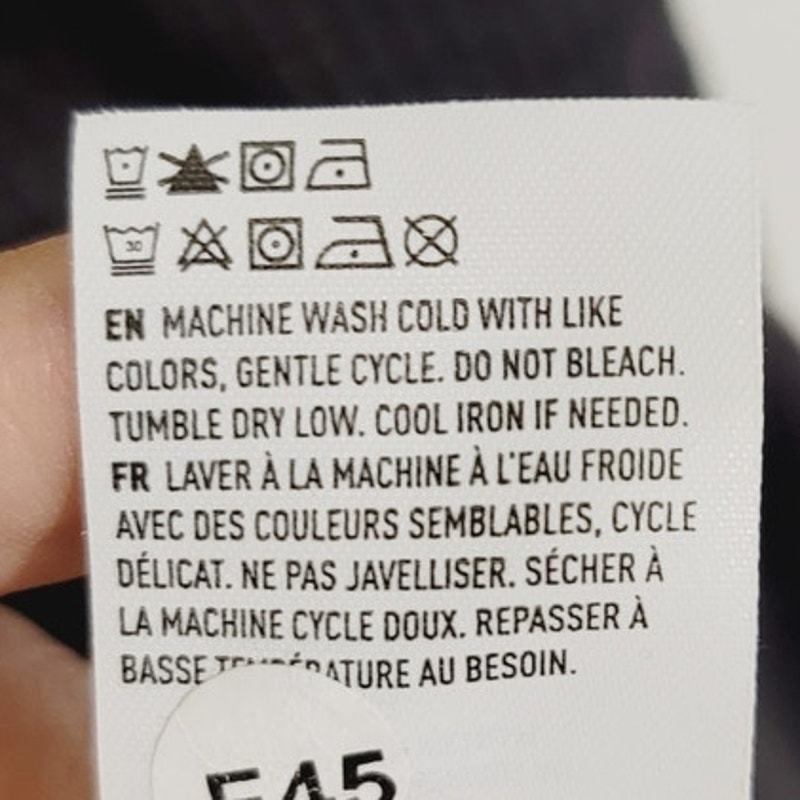 30
EN MACHINE WASH COLD WITH LIKE
COLORS, GENTLE CYCLE. DO NOT BLEACH.
TUMBLE DRY LOW. COOL IRON IF NEEDED.
FR LAVER À LA MACHINE À L'EAU FROIDE
AVEC DES COULEURS SEMBLABLES, CYCLE
DÉLICAT. NE PAS JAVELLISER. SÉCHER À
LA MACHINE CYCLE DOUX. REPASSER À
BASSE TEMPÉRATURE AU BESOIN.